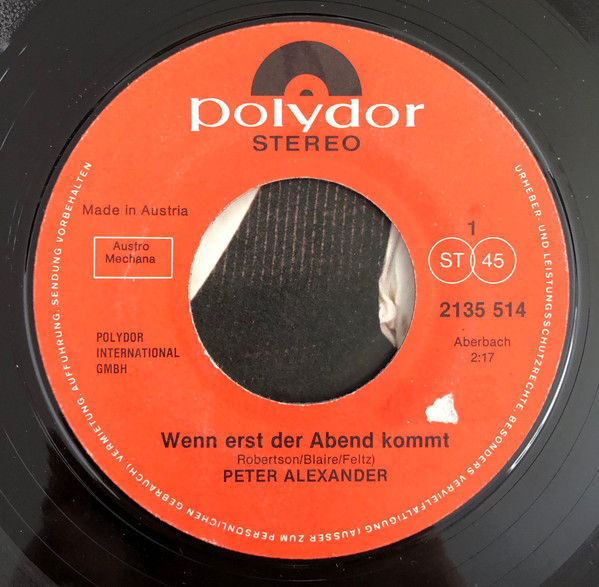 polydor
STEREO
Made in Austria
Austro
Mechana
1
ST 45
2135 514
POLYDOR
INTERNATIONAL
GMBH
Aberbach
2:17
Wenn erst der Abend kommt
Robertson/Blaire/Feltz)
PETER ALEXANDER
URHEBER- UND LEISTUNGSSCHUTZRECHTE, BESONDERS VERVIELFÄLTIGUNG (AUSSER ZUM PERSÖNLICHEN GEBRAUCH), VERMIETUNG, AUFFÜHRUNG, SENDUNG VORBEHALTEN